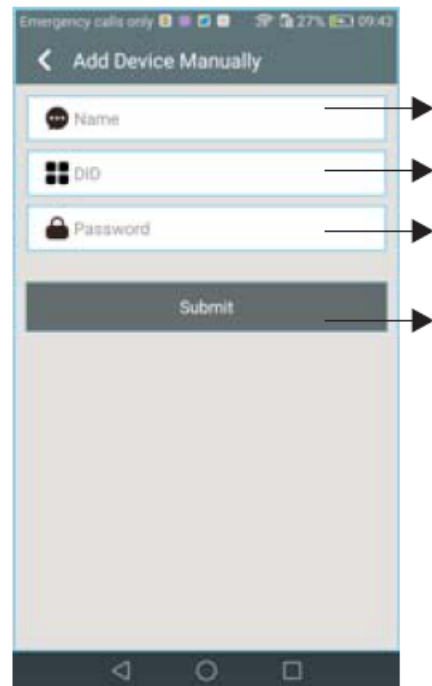 Emergency calls only 27% 09:43
Add Device Manually
Name
DID
Password
Submit